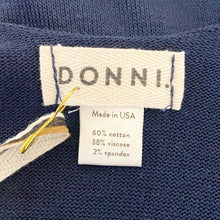 DONNI.
Made in USA
60% cotton
38% viscose
2% spandex